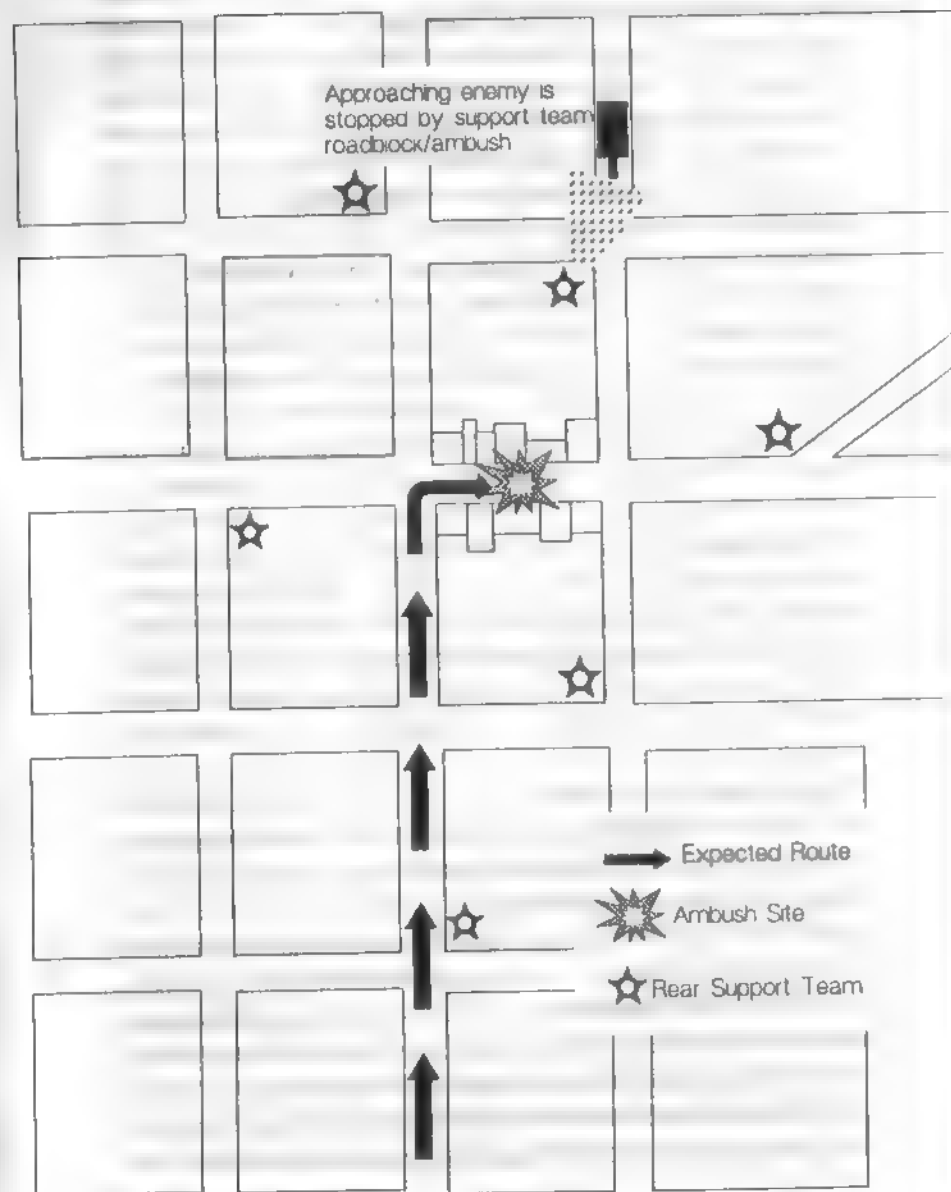 Approaching enemy is
stopped by support team
roadblock/ambush
Expected Route
Ambush Site
Rear Support Team